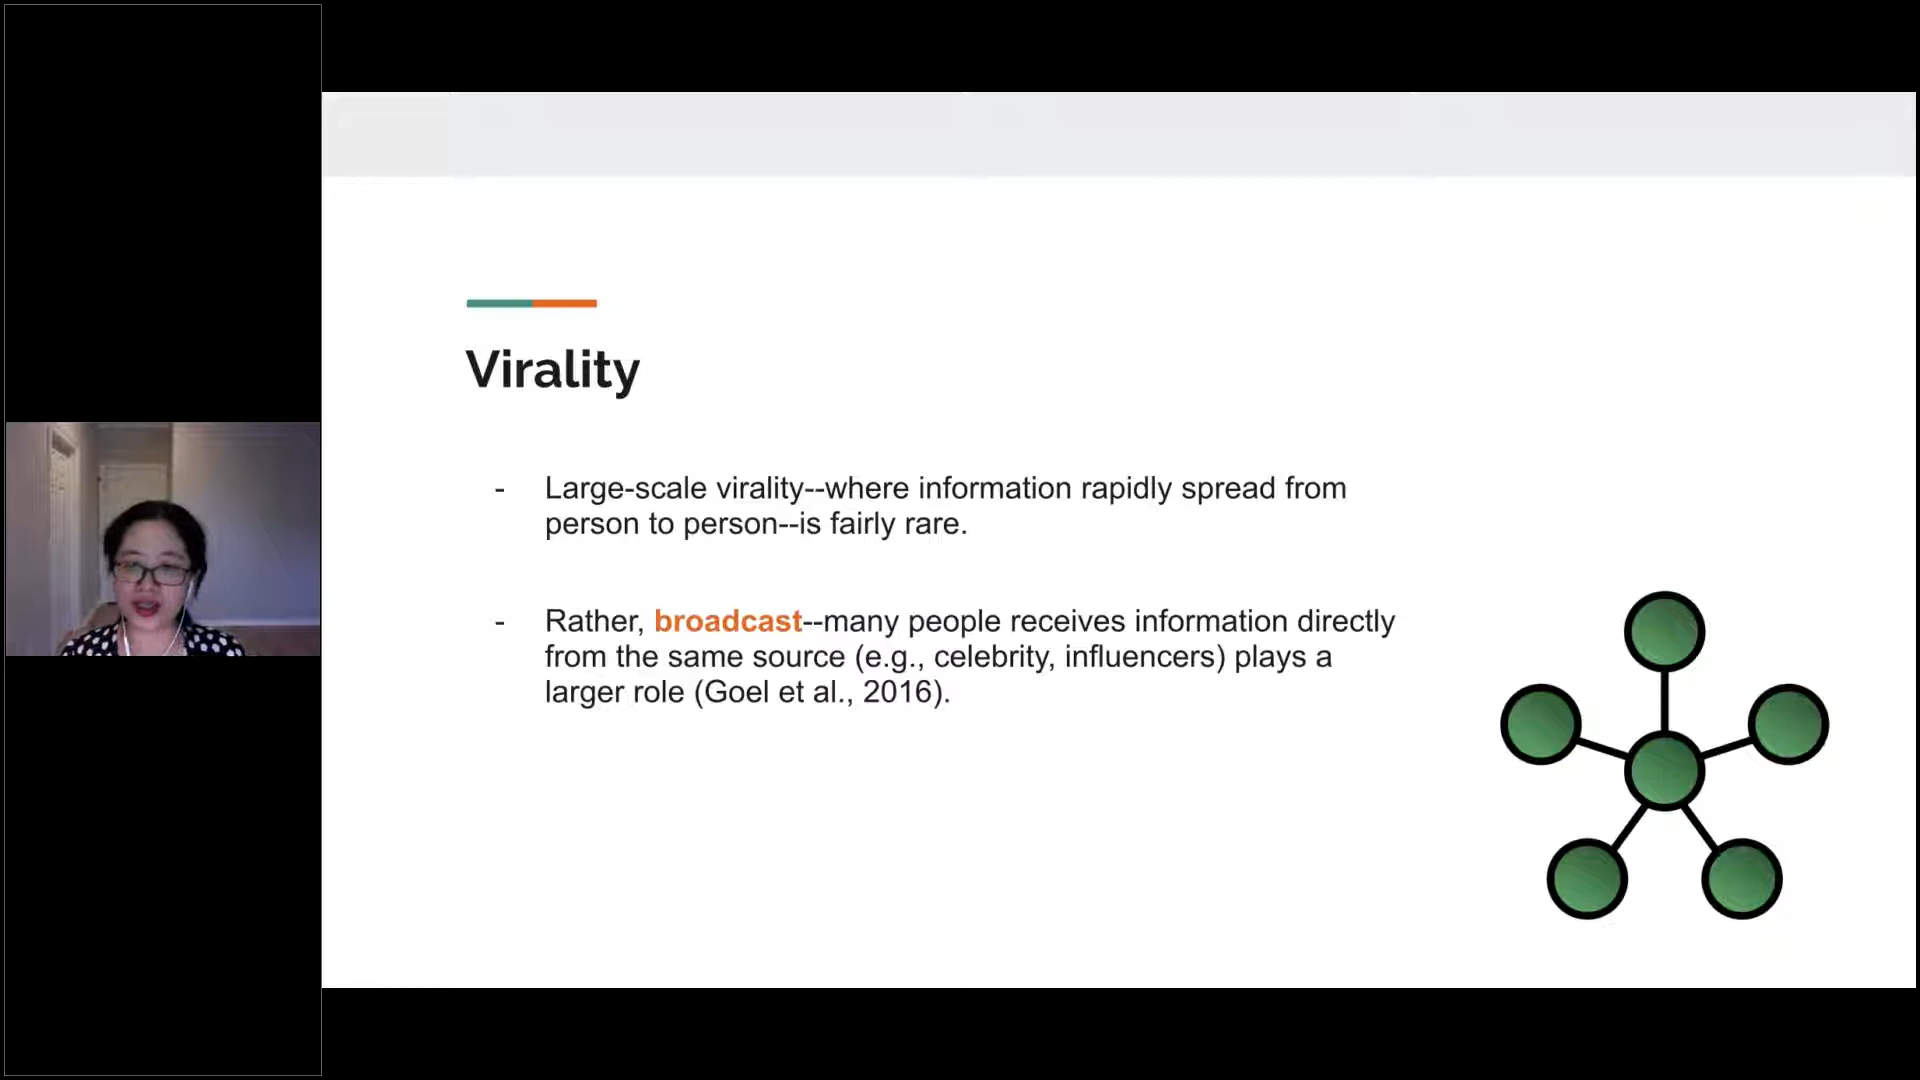 Virality
- Large-scale virality--where information rapidly spread from
person to person--is fairly rare.
- Rather, broadcast--many people receives information directly
from the same source (e.g., celebrity, influencers) plays a
larger role (Goel et al., 2016).